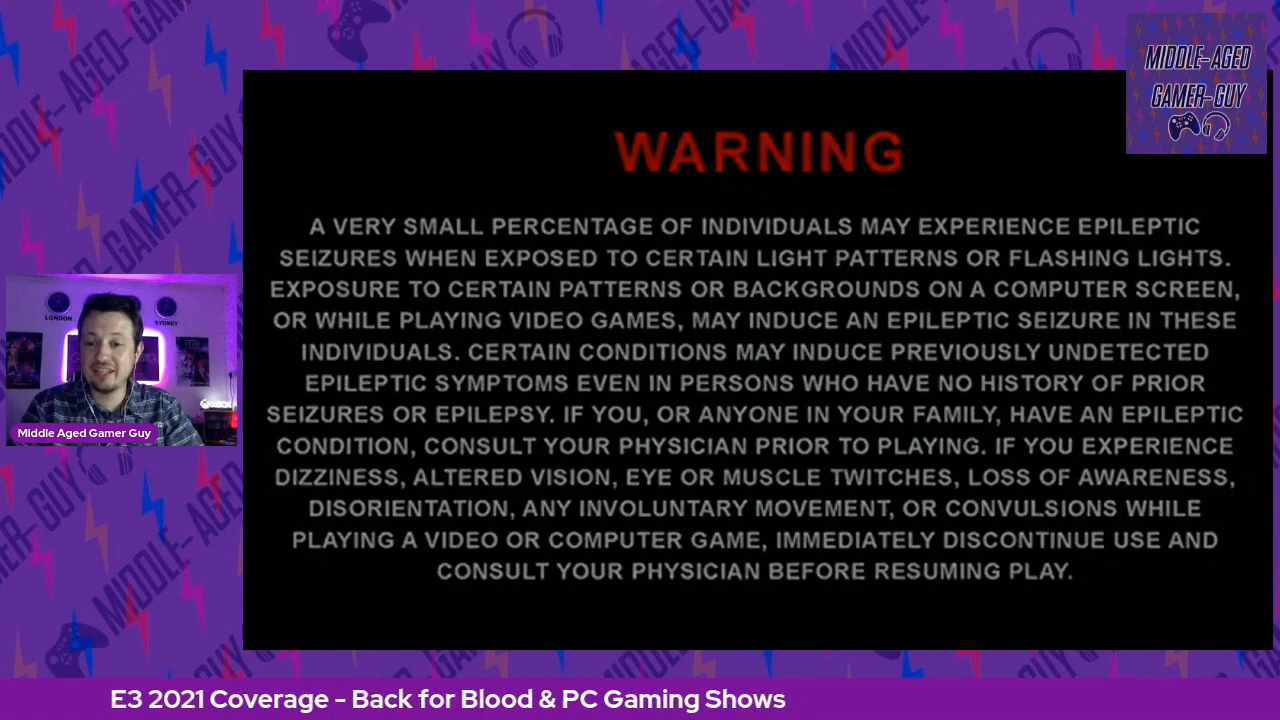 MIDDLE-AGED
GAMER-GUY
WARNING
A VERY SMALL PERCENTAGE OF INDIVIDUALS MAY EXPERIENCE EPILEPTIC
SEIZURES WHEN EXPOSED TO CERTAIN LIGHT PATTERNS OR FLASHING LIGHTS.
EXPOSURE TO CERTAIN PATTERNS OR BACKGROUNDS ON A COMPUTER SCREEN,
OR WHILE PLAYING VIDEO GAMES, MAY INDUCE AN EPILEPTIC SEIZURE IN THESE
INDIVIDUALS. CERTAIN CONDITIONS MAY INDUCE PREVIOUSLY UNDETECTED
EPILEPTIC SYMPTOMS EVEN IN PERSONS WHO HAVE NO HISTORY OF PRIOR
SEIZURES OR EPILEPSY. IF YOU, OR ANYONE IN YOUR FAMILY, HAVE AN EPILEPTIC
CONDITION, CONSULT YOUR PHYSICIAN PRIOR TO PLAYING. IF YOU EXPERIENCE
DIZZINESS, ALTERED VISION, EYE OR MUSCLE TWITCHES, LOSS OF AWARENESS,
DISORIENTATION, ANY INVOLUNTARY MOVEMENT, OR CONVULSIONS WHILE
PLAYING A VIDEO OR COMPUTER GAME, IMMEDIATELY DISCONTINUE USE AND
CONSULT YOUR PHYSICIAN BEFORE RESUMING PLAY.
LONDON
SYDNEY
XBOX
Middle Aged Gamer Guy
E3 2021 Coverage - Back for Blood & PC Gaming Shows